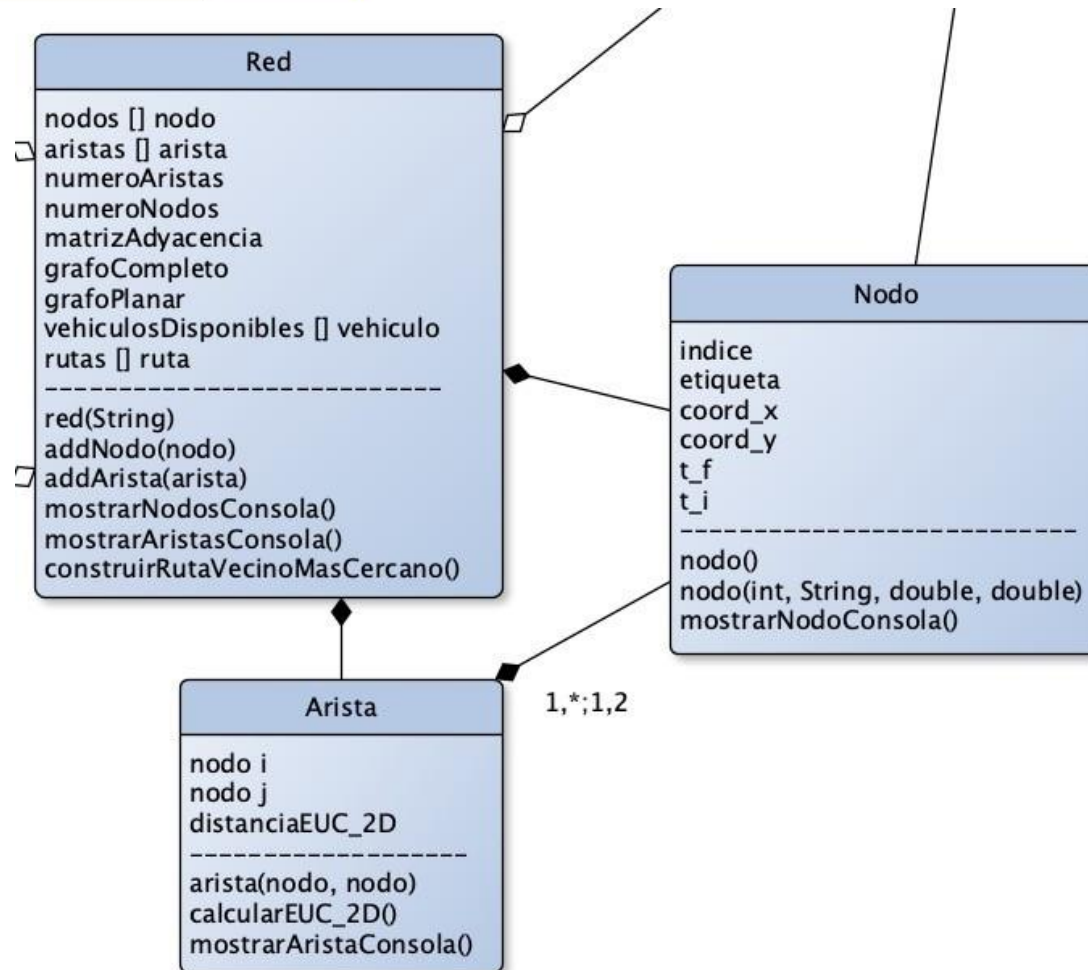 Red
nodos [] nodo
aristas [] arista
numeroAristas
numeroNodos
matrizAdyacencia
grafoCompleto
grafoPlanar
vehiculosDisponibles [] vehiculo
rutas [] ruta
red(String)
addNodo(nodo)
addArista(arista)
mostrarNodosConsola()
mostrarAristasConsola()
construirRutaVecinoMasCercano()
Nodo
indice
etiqueta
coord_x
coord_y
t_f
t_i
nodo()
nodo(int, String, double, double)
mostrarNodoConsola()
1,*;1,2
Arista
nodo i
nodo j
distanciaEUC_2D
arista(nodo, nodo)
calcularEUC_2D()
mostrarAristaConsola()